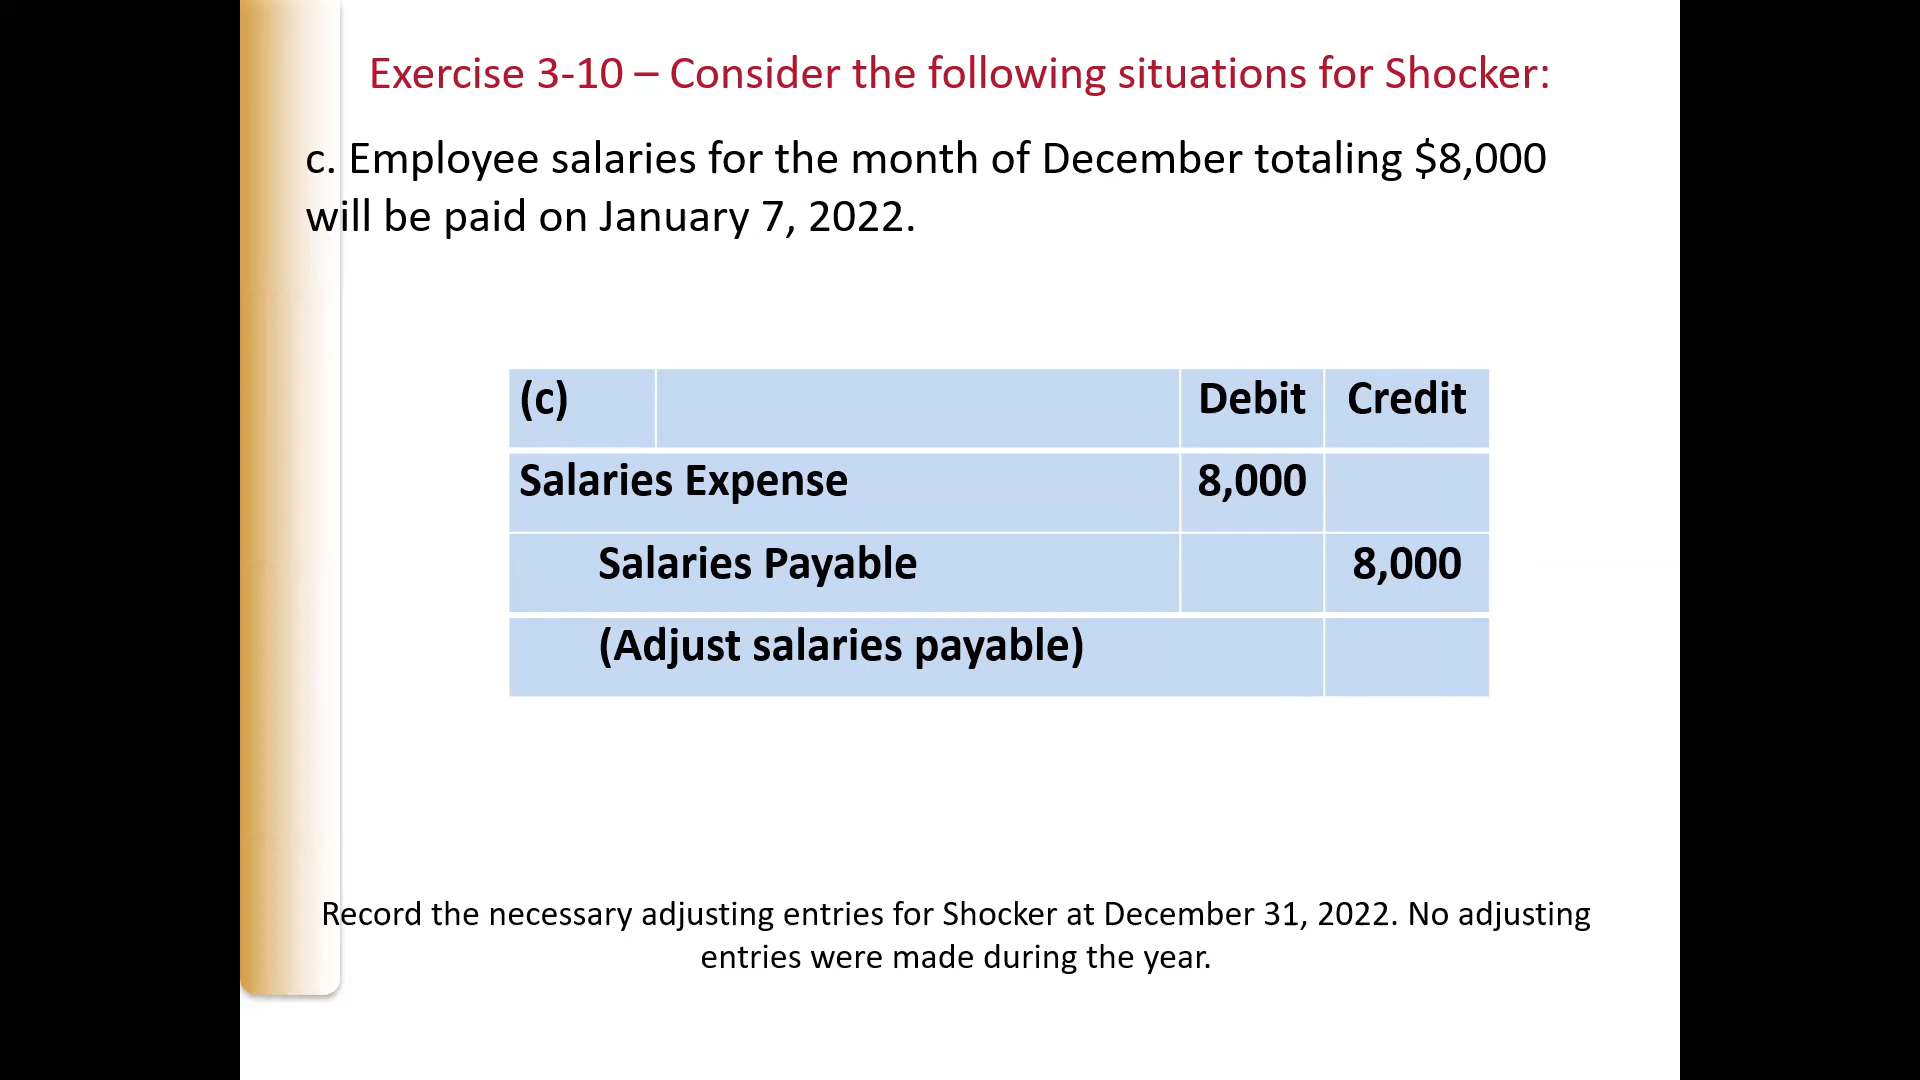 Exercise 3-10 – Consider the following situations for Shocker:
c. Employee salaries for the month of December totaling $8,000
will be paid on January 7, 2022.
(c) Debit Credit
Salaries Expense 8,000
Salaries Payable 8,000
(Adjust salaries payable)
Record the necessary adjusting entries for Shocker at December 31, 2022. No adjusting
entries were made during the year.